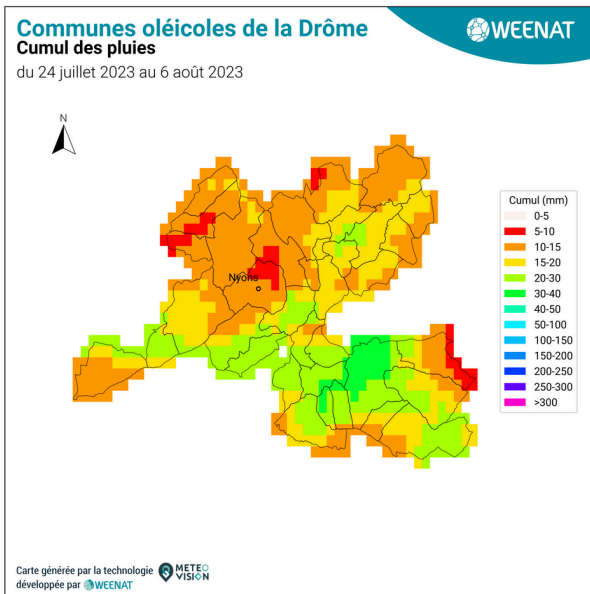 Communes oléicoles de la Drôme
Cumul des pluies
du 24 juillet 2023 au 6 août 2023
WEENAT
N
Nyons
Cumul (mm)
0-5
5-10
10-15
15-20
20-30
30-40
40-50
50-100
100-150
150-200
200-250
250-300
>300
Carte générée par la technologie METEO VISION
développée par WEENAT